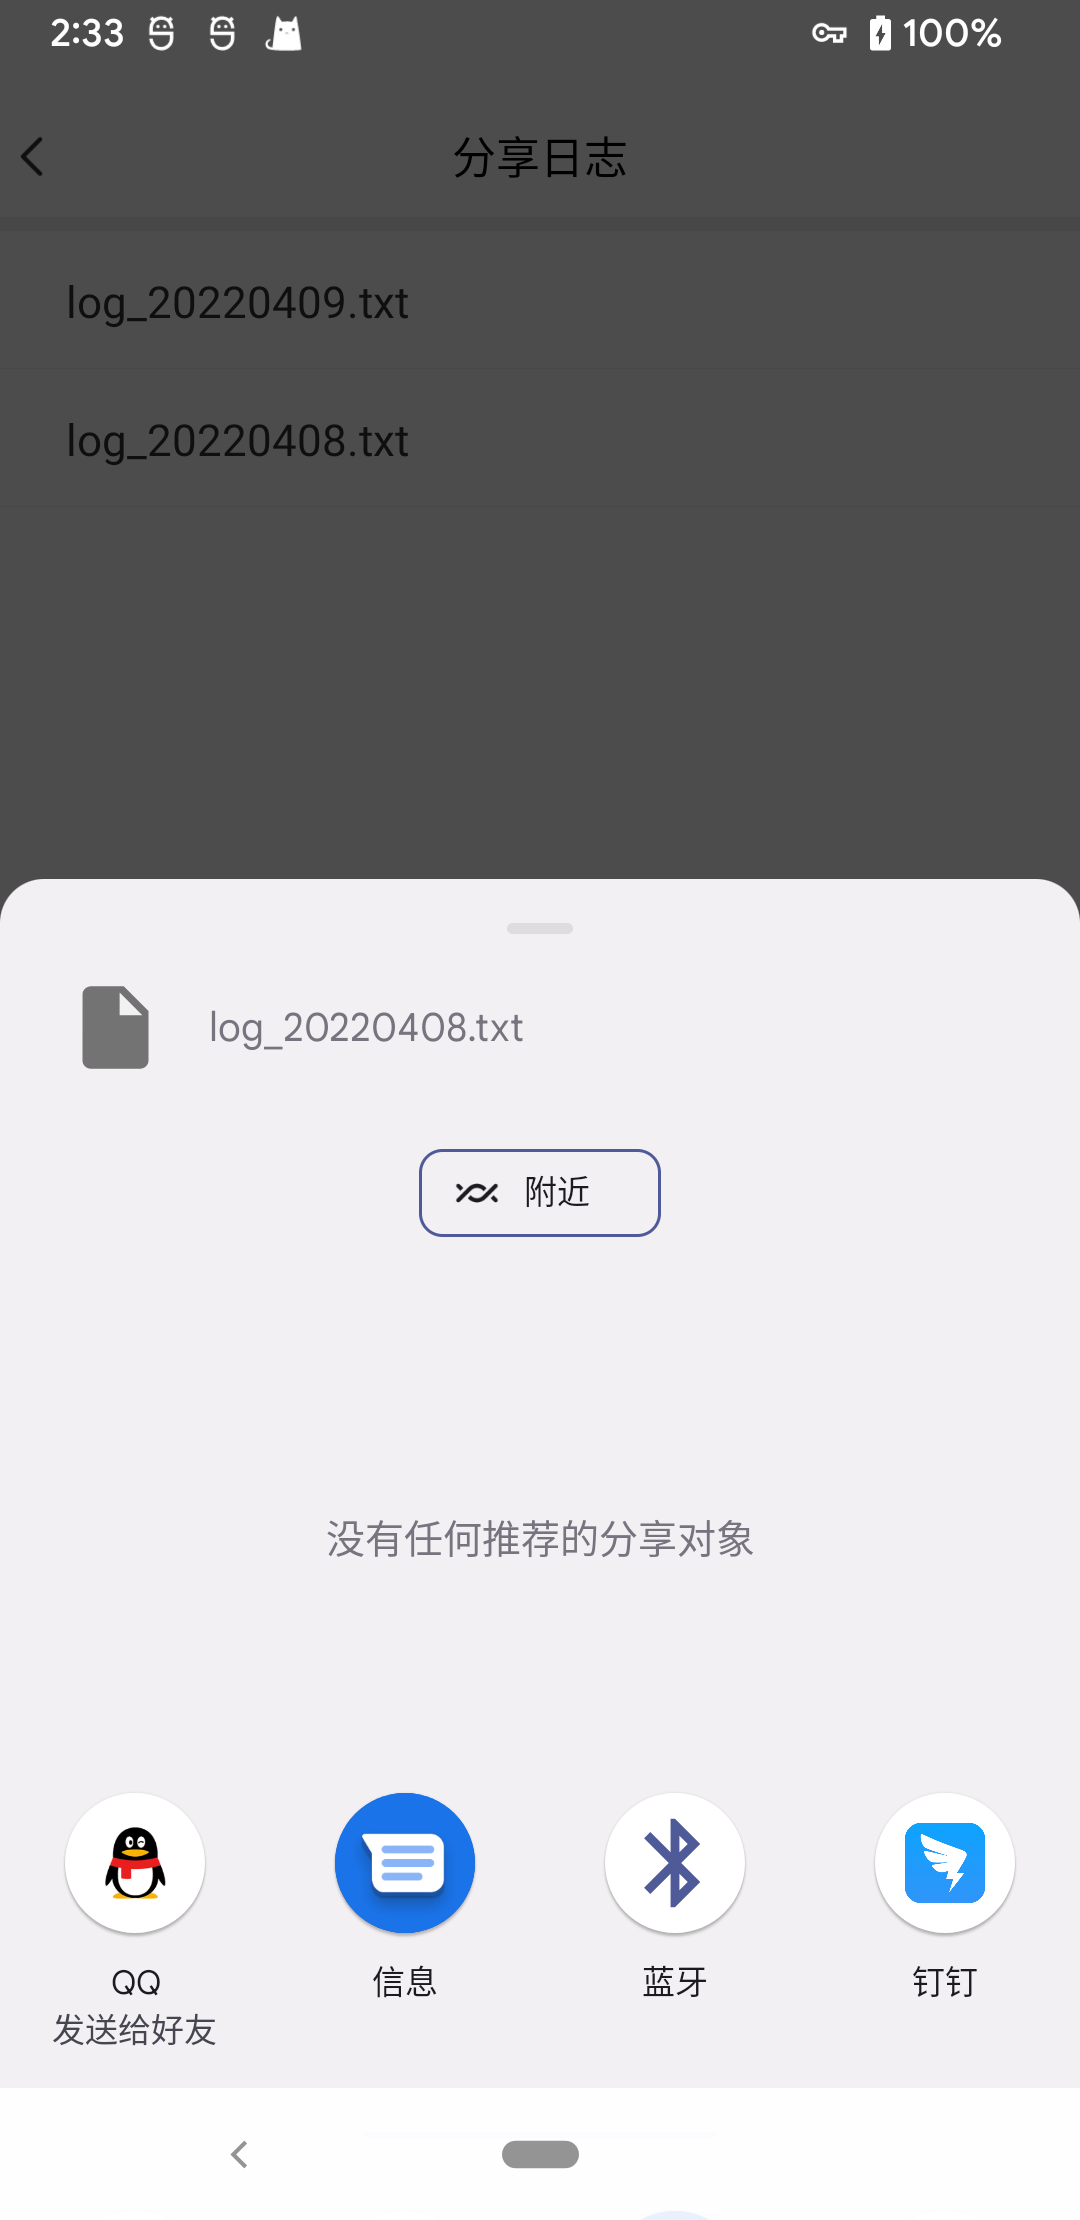 2:33
100%
分享日志
log_20220409.txt
log_20220408.txt
log_20220408.txt
附近
没有任何推荐的分享对象
QQ
发送给好友
信息
蓝牙
钉钉